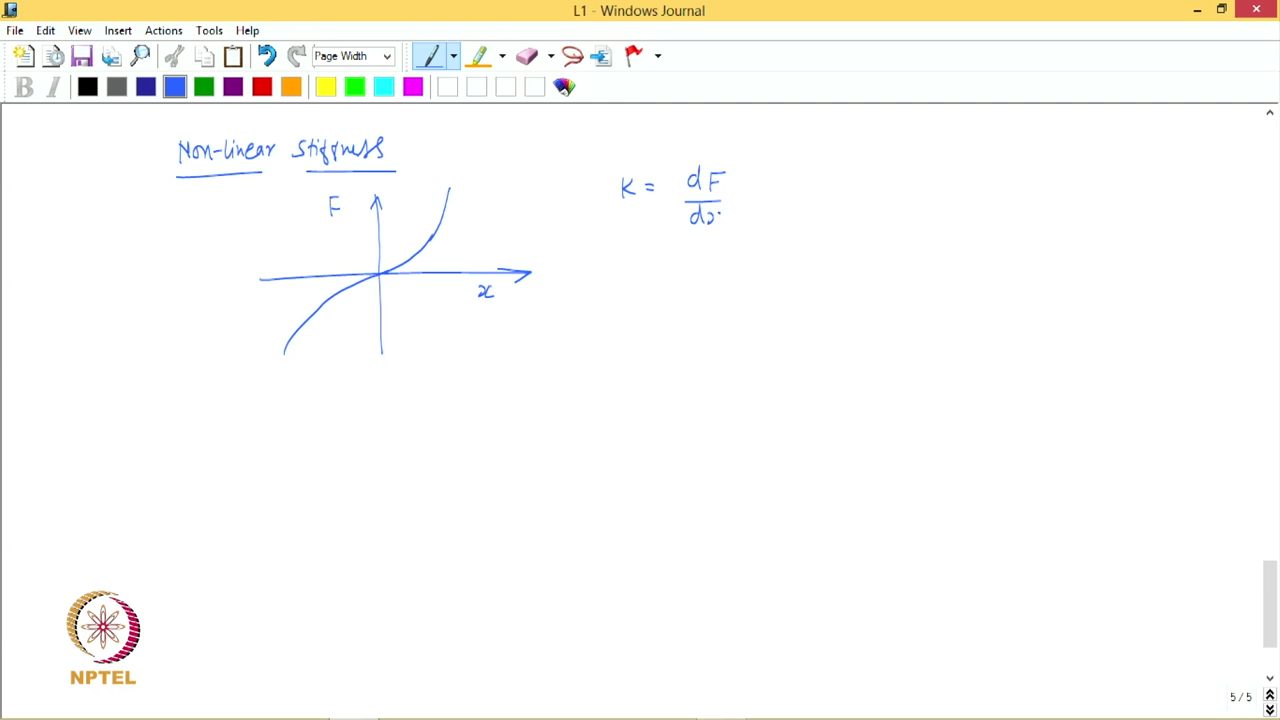 L1 - Windows Journal
File Edit View Insert Actions Tools Help
Page Width
B I
Non-linear Stiffness
F
x
K = dF
dx
NPTEL
5 / 5